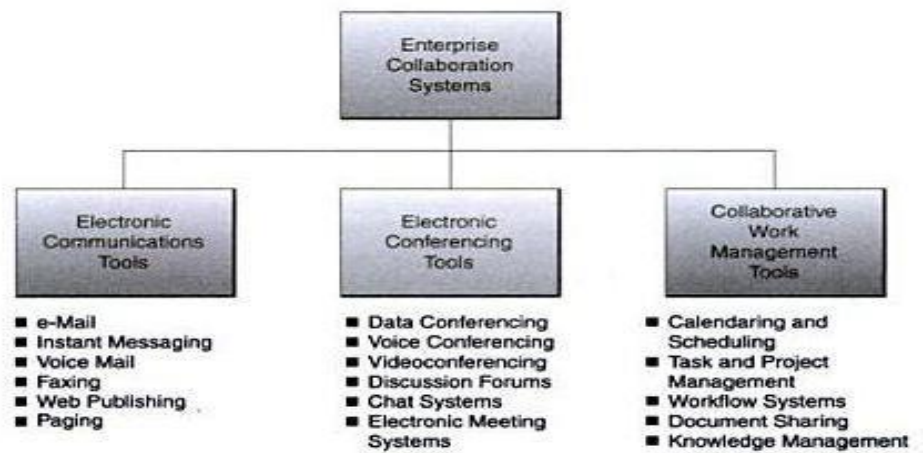 Enterprise
Collaboration
Systems
Electronic
Communications
Tools
Electronic
Conferencing
Tools
Collaborative
Work
Management
Tools
■ e-Mail
■ Instant Messaging
■ Voice Mail
■ Faxing
■ Web Publishing
■ Paging
■ Data Conferencing
■ Voice Conferencing
■ Videoconferencing
■ Discussion Forums
■ Chat Systems
■ Electronic Meeting
Systems
■ Calendaring and
Scheduling
■ Task and Project
Management
■ Workflow Systems
■ Document Sharing
■ Knowledge Management